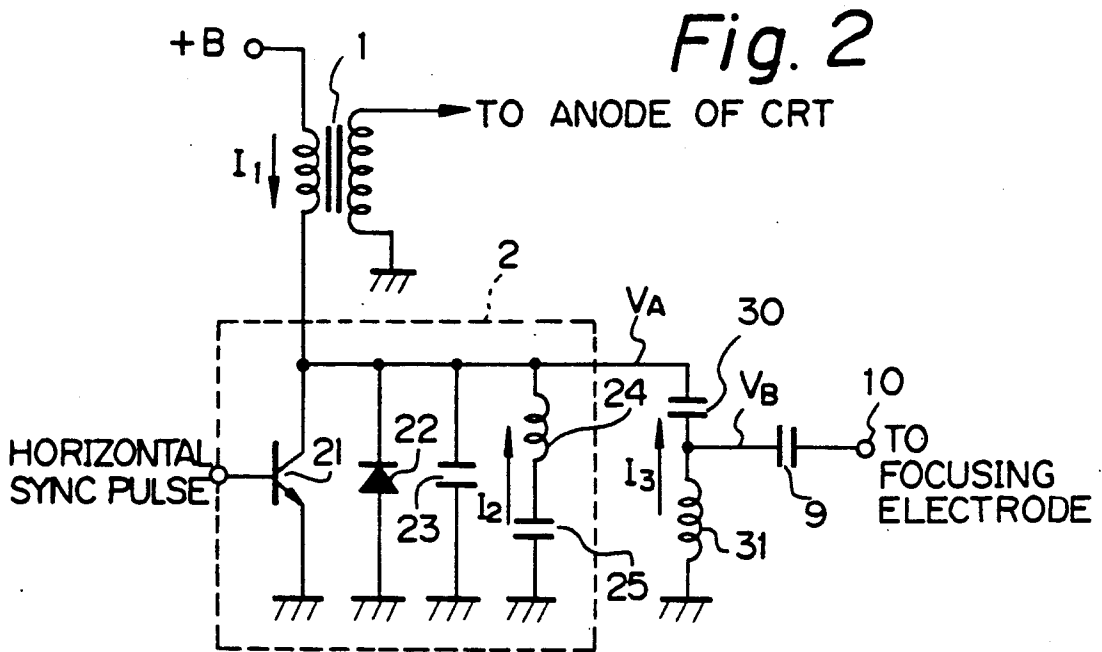 Fig. 2
+B
1
TO ANODE OF CRT
I1
2
VA
30
24
VB
10
HORIZONTAL
SYNC PULSE
21
22
23
I2
25
I3
31
9
TO
FOCUSING
ELECTRODE